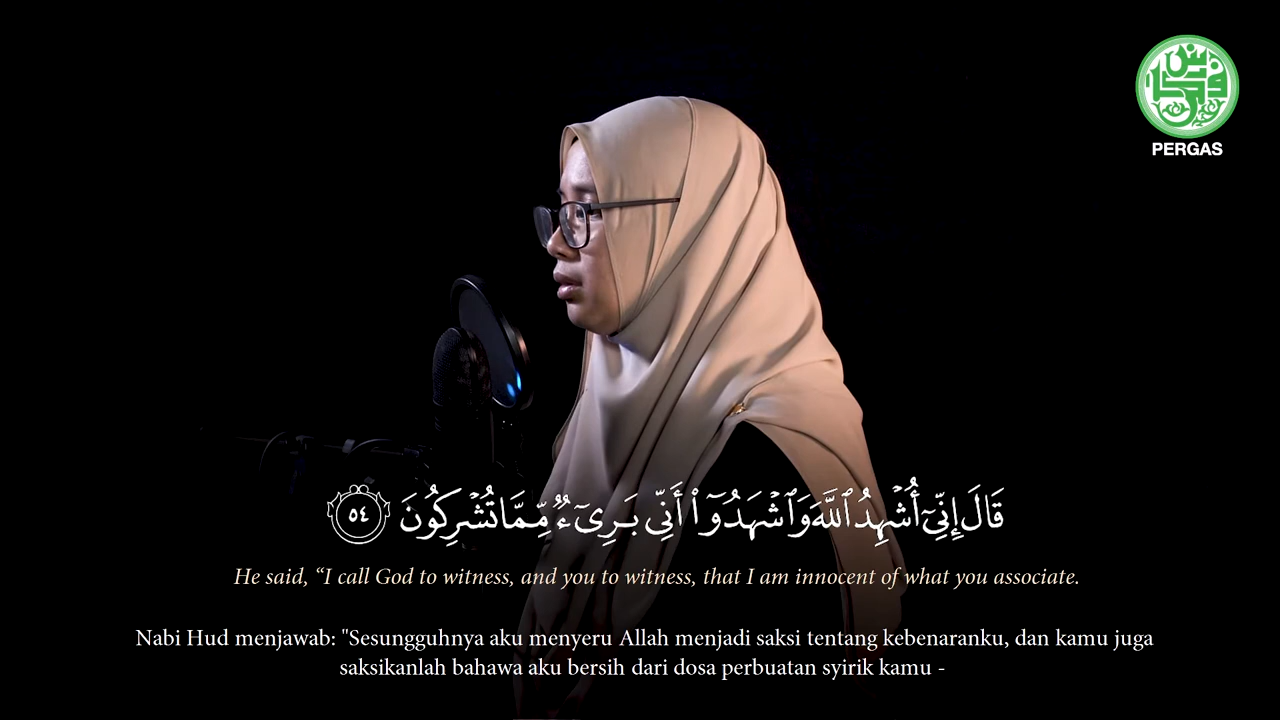 PERGAS
قَالَ إِنِّىٓ أُشْهِدُ ٱللَّهَ وَٱشْهَدُوٓا۟ أَنِّى بَرِىٓءٌۭ مِّمَّا تُشْرِكُونَ ٥٤
He said, “I call God to witness, and you to witness, that I am innocent of what you associate.
Nabi Hud menjawab: "Sesungguhnya aku menyeru Allah menjadi saksi tentang kebenaranku, dan kamu juga
saksikanlah bahawa aku bersih dari dosa perbuatan syirik kamu -